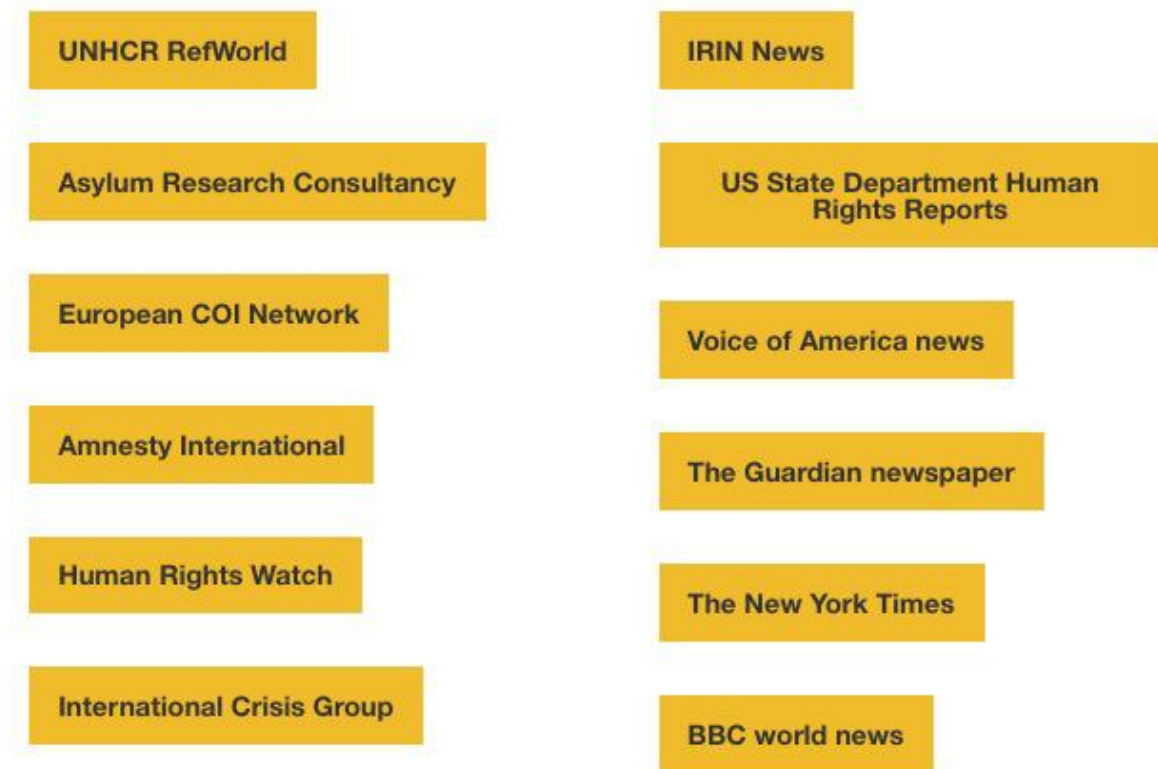 UNHCR RefWorld
Asylum Research Consultancy
European COI Network
Amnesty International
Human Rights Watch
International Crisis Group
IRIN News
US State Department Human
Rights Reports
Voice of America news
The Guardian newspaper
The New York Times
BBC world news